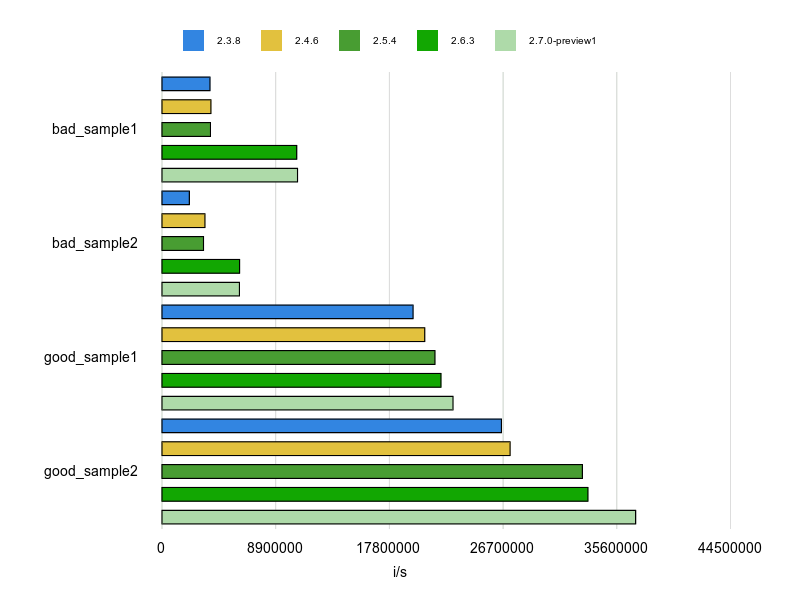 2.3.8 2.4.6 2.5.4 2.6.3 2.7.0-preview1
bad_sample1
bad_sample2
good_sample1
good_sample2
0 8900000 17800000 26700000 35600000 44500000
i/s